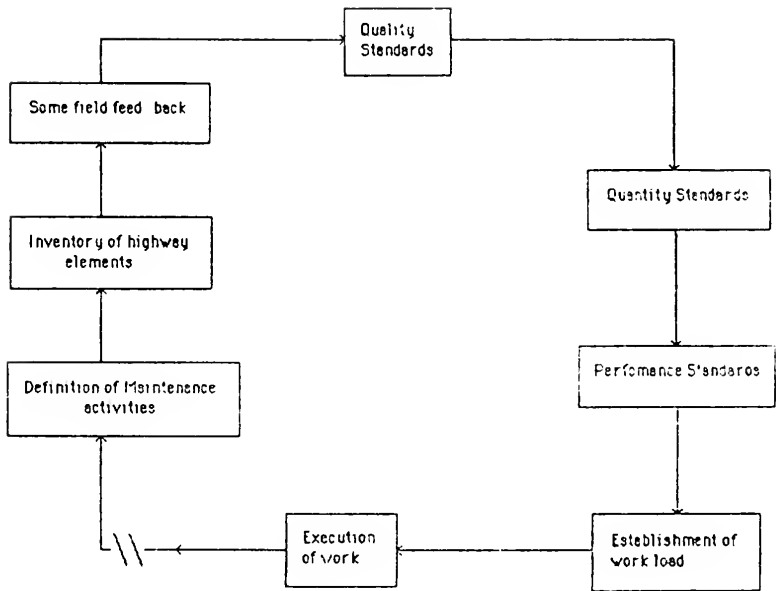 Quality
Standards
Some field feed back
Quantity Standards
Inventory of highway
elements
Perfomance Standards
Definition of Maintenance
activities
Execution
of work
Establishment of
work load